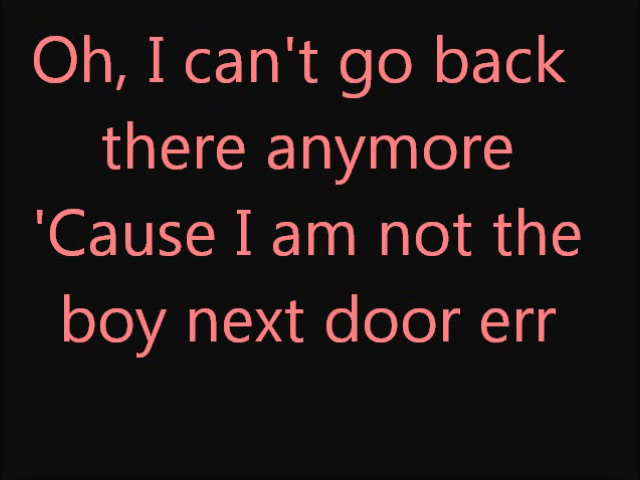 Oh, I can't go back
there anymore
'Cause I am not the
boy next door err